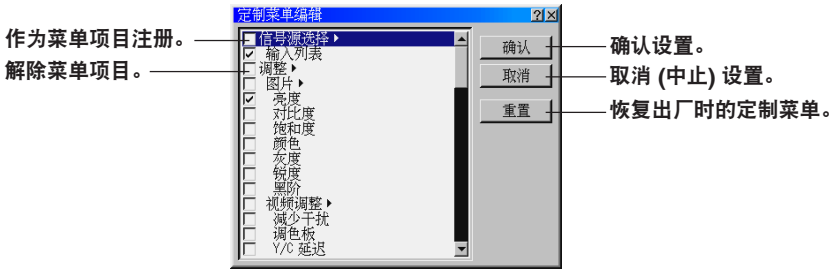 作为菜单项目注册。
解除菜单项目。
定制菜单编辑
信号源选择
输入列表
调整
图片
亮度
对比度
饱和度
颜色
灰度
锐度
黑阶
视频调整
减少干扰
调色板
Y/C 延迟
确认
取消
重置
确认设置。
取消 (中止) 设置。
恢复出厂时的定制菜单。